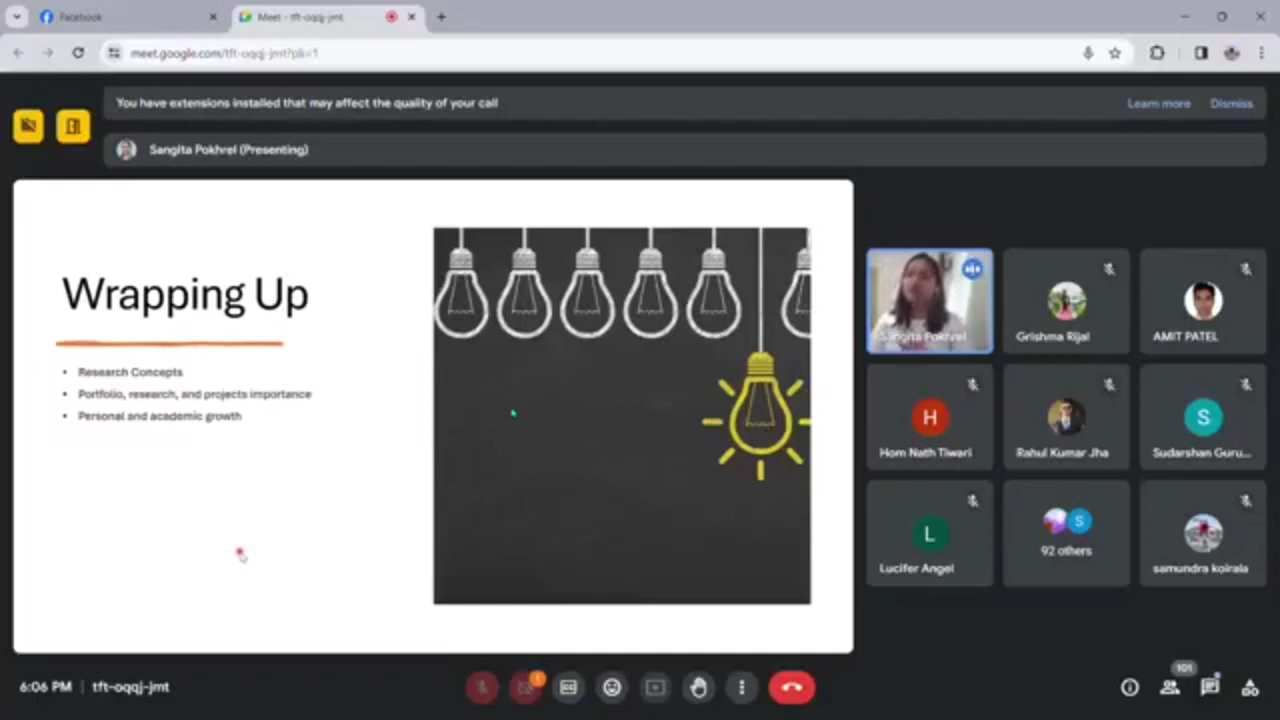 Facebook
Meet - tft-oqqj-jmt
meet.google.com/tft-oqqj-jmt?pli=1
You have extensions installed that may affect the quality of your call
Learn more
Dismiss
Sangita Pokhrel (Presenting)
Wrapping Up
• Research Concepts
• Portfolio, research, and projects importance
• Personal and academic growth
Sangita Pokhrel
Grishma Rijal
AMIT PATEL
H
Hom Nath Tiwari
Rahul Kumar Jha
S
Sudarshan Guru...
L
Lucifer Angel
S
92 others
samundra koirala
6:06 PM | tft-oqqj-jmt
101